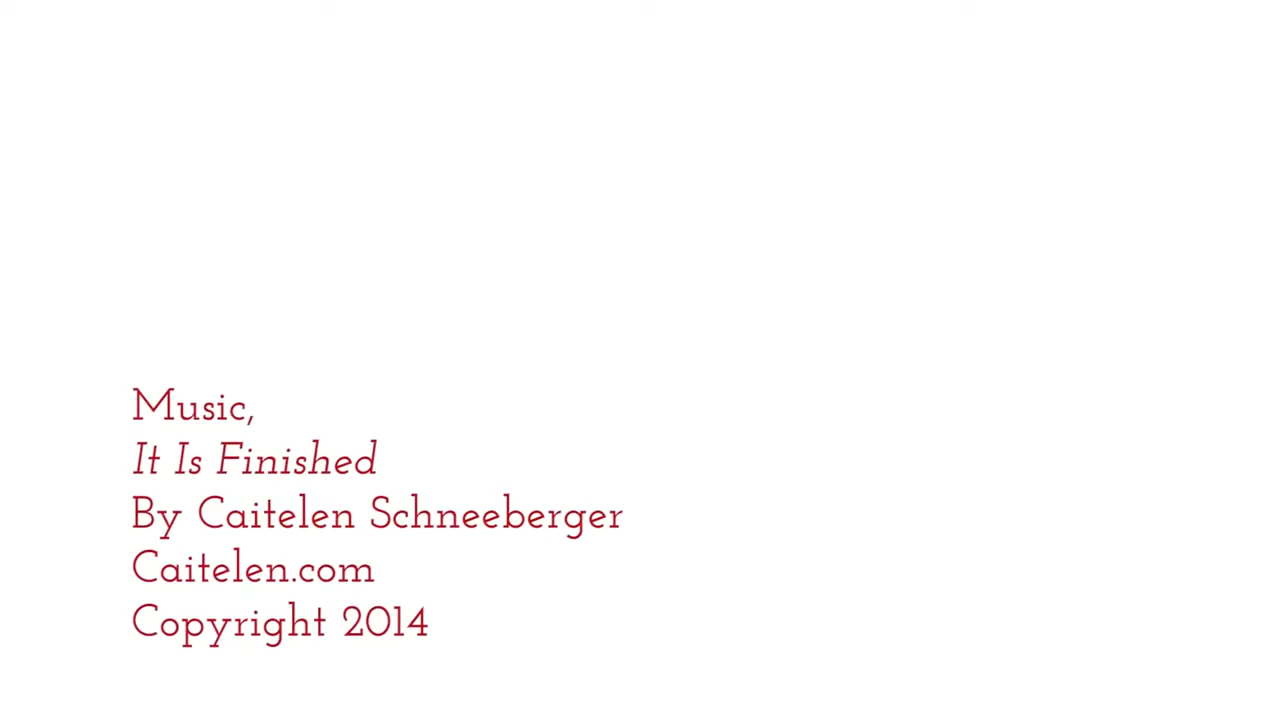 Music,
It Is Finished
By Caitelen Schneeberger
Caitelen.com
Copyright 2014